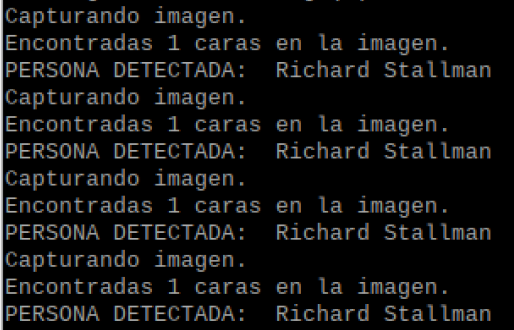 Capturando imagen.
Encontradas 1 caras en la imagen.
PERSONA DETECTADA:  Richard Stallman
Capturando imagen.
Encontradas 1 caras en la imagen.
PERSONA DETECTADA:  Richard Stallman
Capturando imagen.
Encontradas 1 caras en la imagen.
PERSONA DETECTADA:  Richard Stallman
Capturando imagen.
Encontradas 1 caras en la imagen.
PERSONA DETECTADA:  Richard Stallman